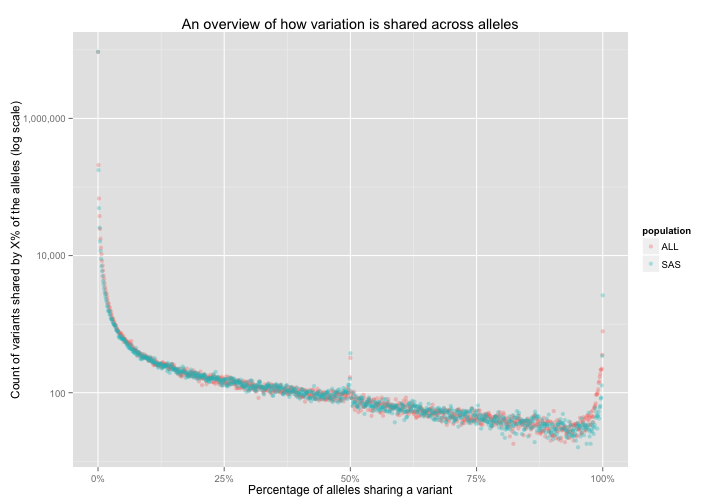 An overview of how variation is shared across alleles
Count of variants shared by X% of the alleles (log scale)
1,000,000
10,000
100
0%
25%
50%
75%
100%
Percentage of alleles sharing a variant
population
ALL
SAS